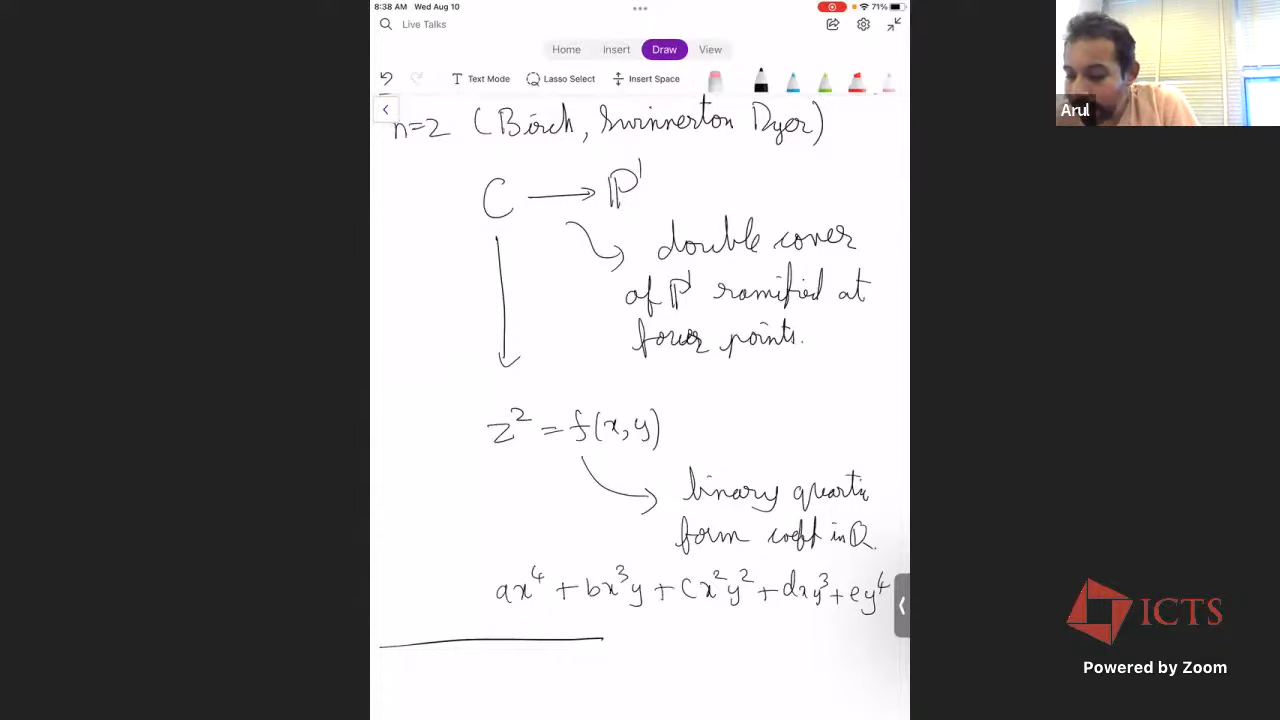 8:38 AM Wed Aug 10
71%
Live Talks
Home Insert Draw View
Text Mode Lasso Select Insert Space
n=2 (Birch, Swinnerton Dyer)
C → ℙ¹
double cover
of ℙ¹ ramified at
four points.
z² = f(x, y)
binary quartic
form coeff in ℚ.
ax⁴ + bx³y + cx²y² + dxy³ + ey⁴
Arul
ICTS
Powered by Zoom